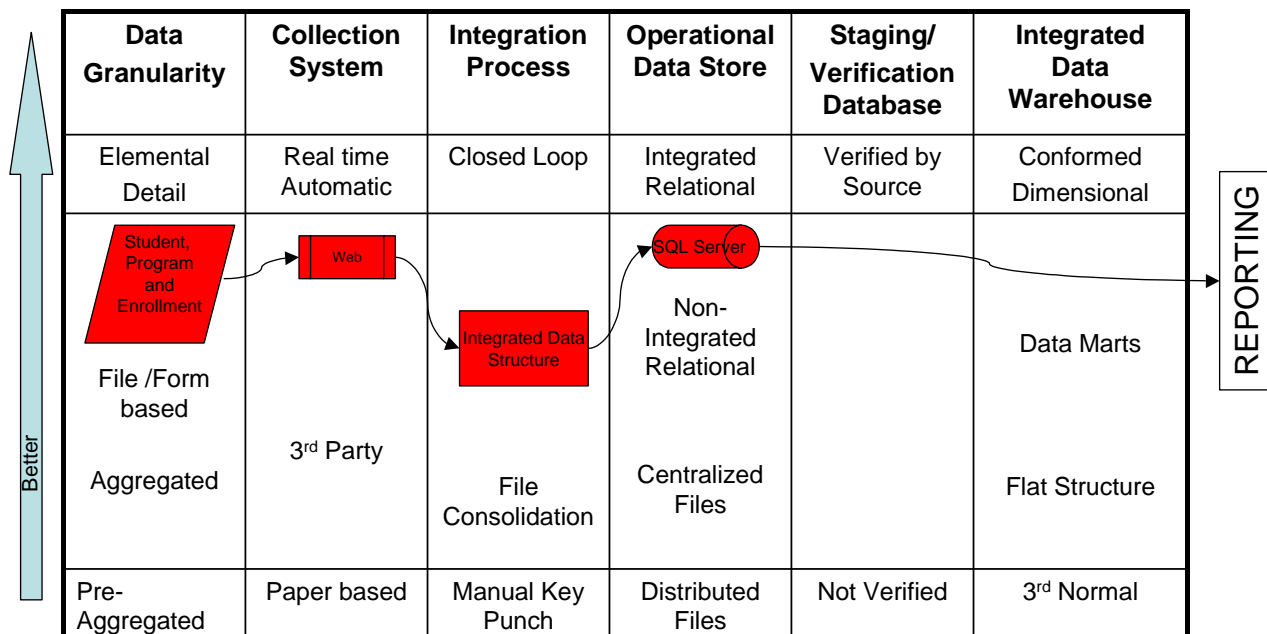 Data
Granularity
Collection
System
Integration
Process
Operational
Data Store
Staging/
Verification
Database
Integrated
Data
Warehouse
Elemental
Detail
Real time
Automatic
Closed Loop
Integrated
Relational
Verified by
Source
Conformed
Dimensional
Student,
Program
and
Enrollment
Web
Integrated Data
Structure
SQL Server
File /Form
based
Aggregated
3rd Party
File
Consolidation
Non-
Integrated
Relational
Centralized
Files
Data Marts
Flat Structure
Pre-
Aggregated
Paper based
Manual Key
Punch
Distributed
Files
Not Verified
3rd Normal
Better
REPORTING